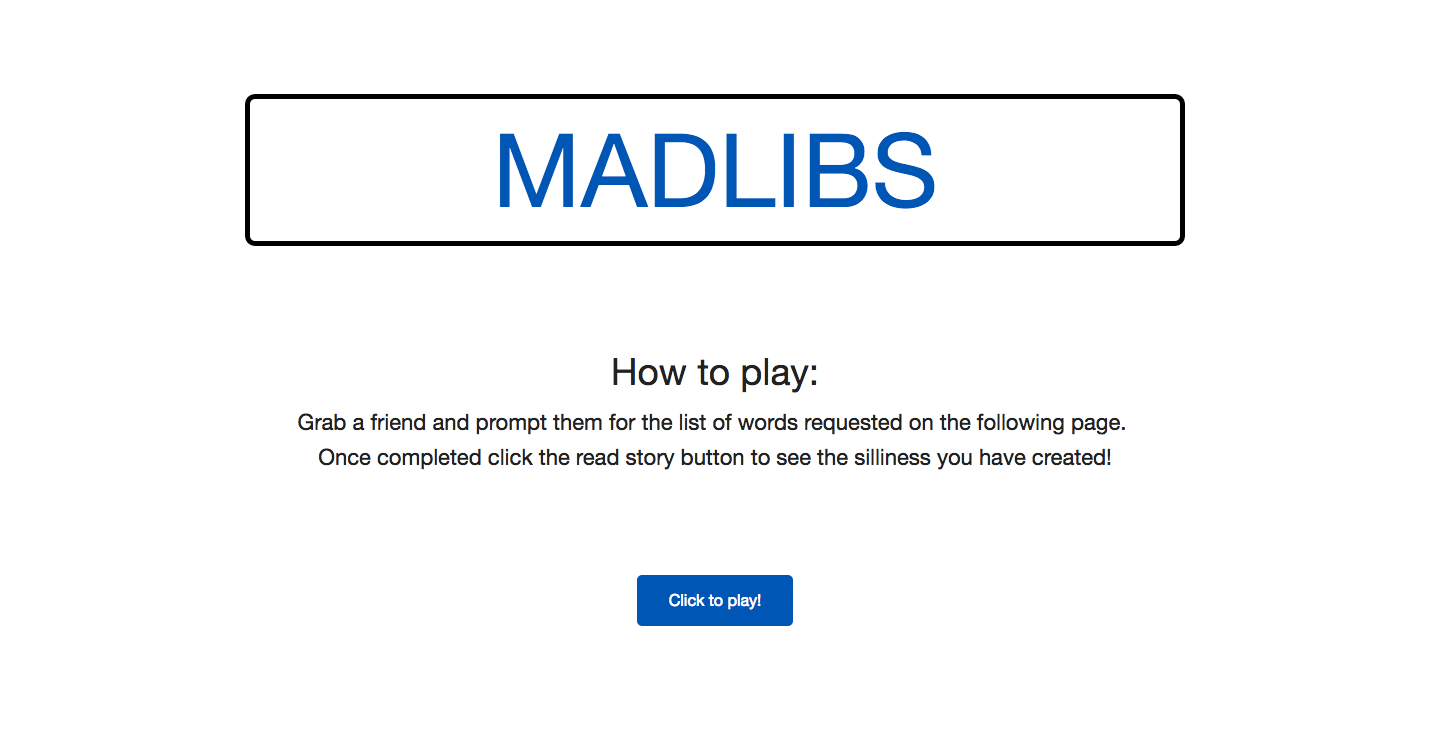 MADLIBS
How to play:
Grab a friend and prompt them for the list of words requested on the following page.
Once completed click the read story button to see the silliness you have created!
Click to play!